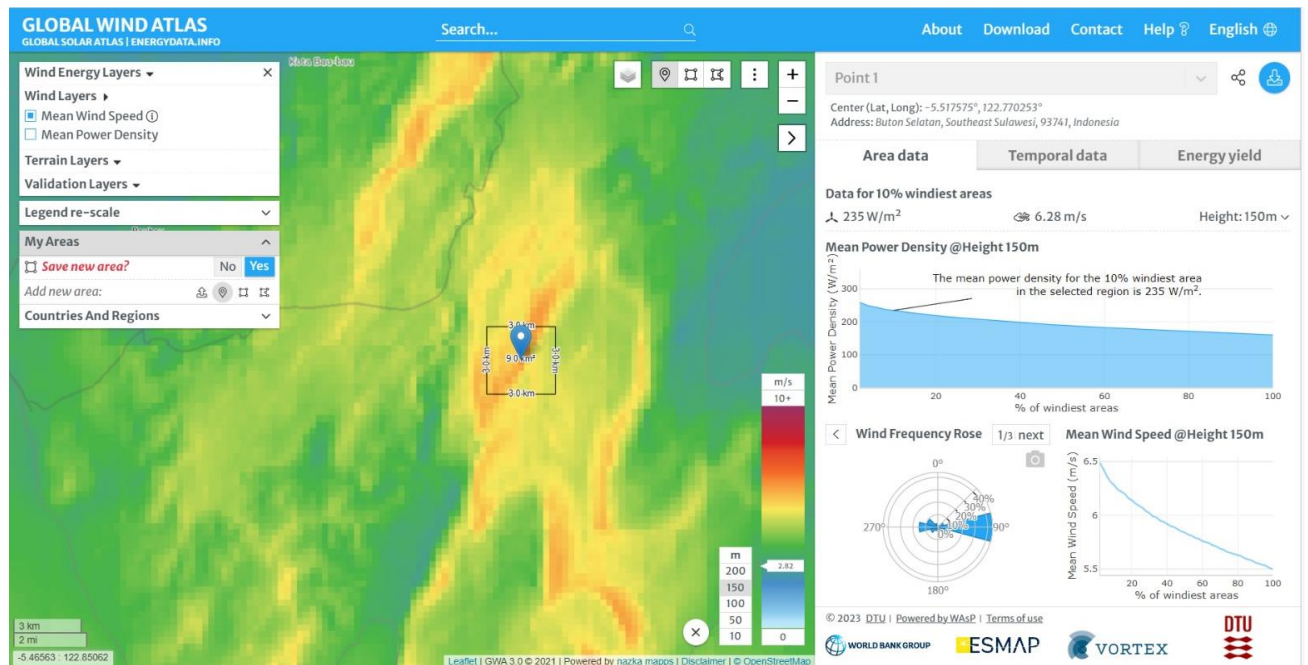 GLOBAL WIND ATLAS
GLOBAL SOLAR ATLAS | ENERGYDATA.INFO
Search...
About Download Contact Help English
Kota Bau-bau
Wind Energy Layers
Wind Layers
Mean Wind Speed
Mean Power Density
Terrain Layers
Validation Layers
Legend re-scale
My Areas
Save new area? No Yes
Add new area:
Countries And Regions
3.0 km
3.0 km
9.0 km²
3.0 km
3.0 km
m/s
10+
2.82
0
m
200
150
100
50
10
3 km
2 mi
-5.46563 : 122.85062
Leaflet | GWA 3.0 © 2021 | Powered by nazka mapps | Disclaimer | © OpenStreetMap
Point 1
Center (Lat, Long): -5.517575°, 122.770253°
Address: Buton Selatan, Southeast Sulawesi, 93741, Indonesia
Area data Temporal data Energy yield
Data for 10% windiest areas
235 W/m² 6.28 m/s Height: 150m
Mean Power Density @Height 150m
Mean Power Density (W/m²)
300
200
100
0
The mean power density for the 10% windiest area
in the selected region is 235 W/m².
20 40 60 80 100
% of windiest areas
Wind Frequency Rose 1/3 next
0°
90°
180°
270°
40%
30%
20%
10%
0%
Mean Wind Speed @Height 150m
Mean Wind Speed (m/s)
6.5
6
5.5
20 40 60 80 100
% of windiest areas
© 2023 DTU | Powered by WAsP | Terms of use
WORLD BANK GROUP
ESMAP
VORTEX
DTU